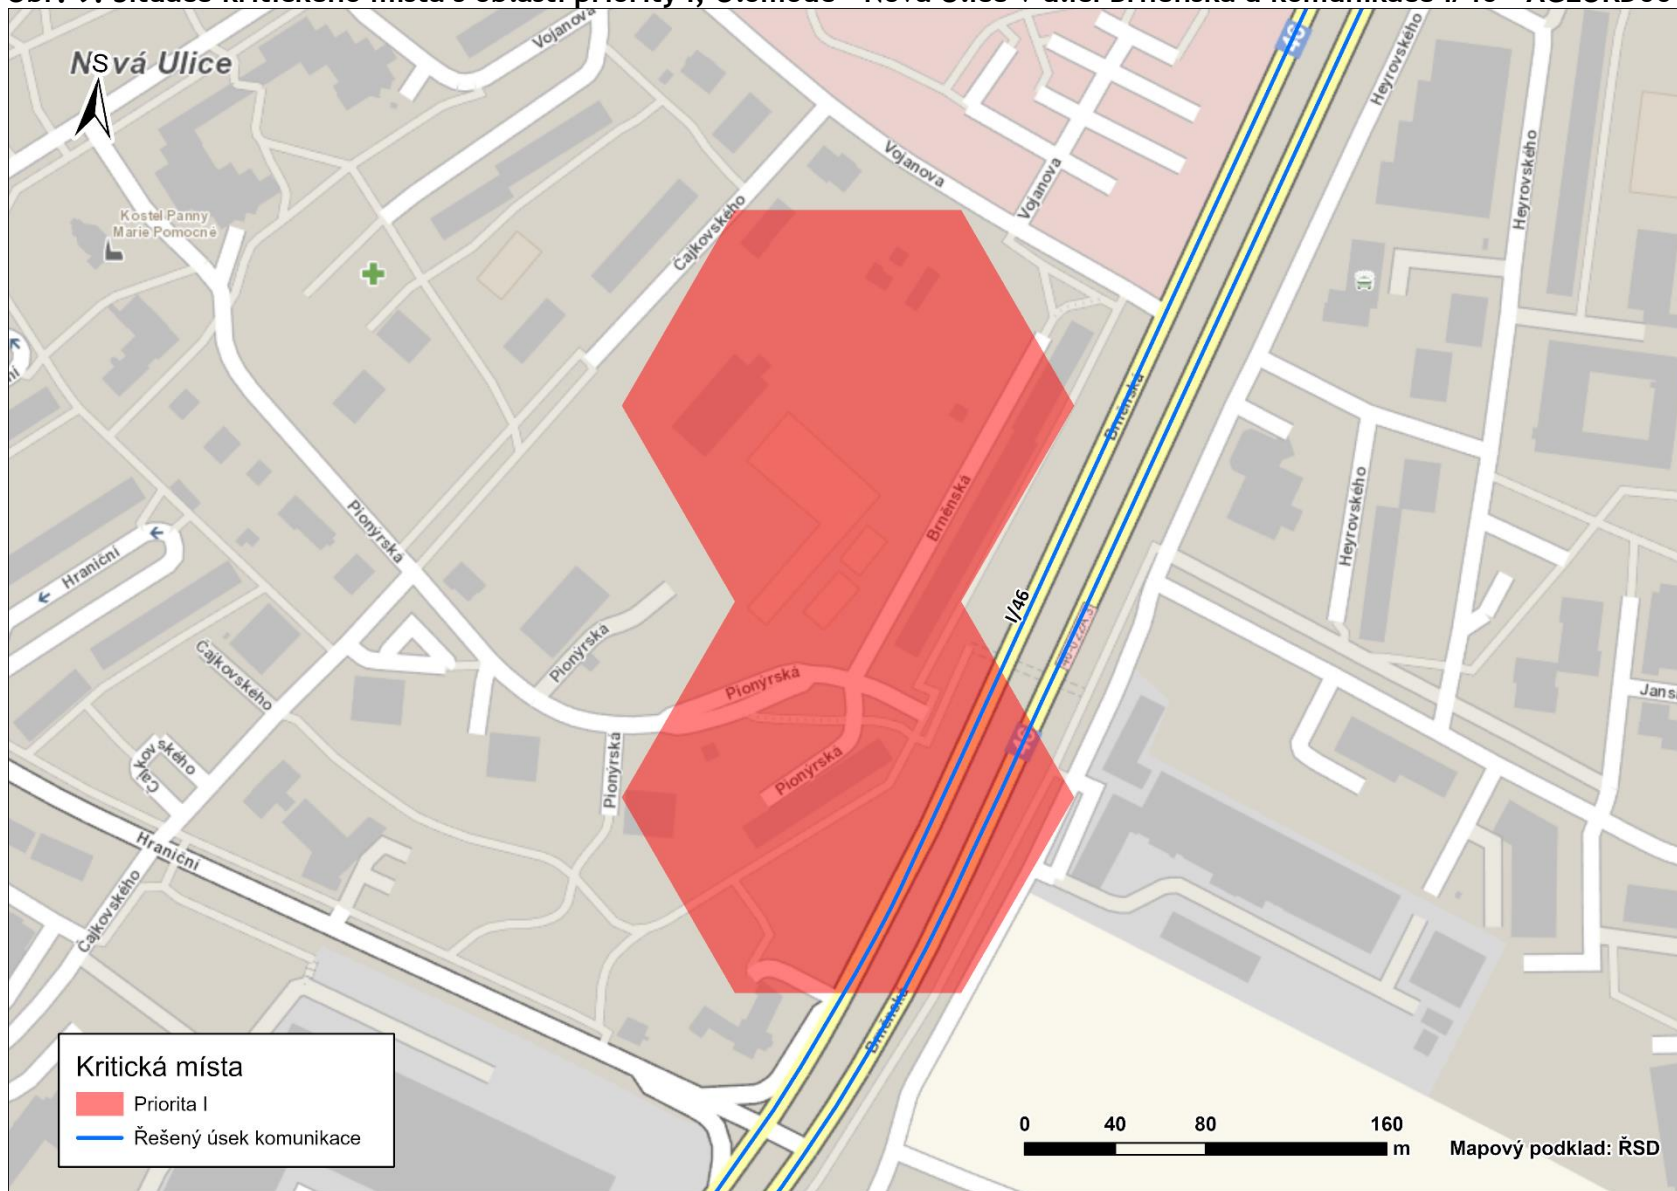 Nová Ulice
S
Vojanova
46
Heyrovského
Heyrovského
Vojanova
Vojanova
Kostel Panny
Marie Pomocné
Čajkovského
Brněnská
Brněnská
Pionýrská
Heyrovského
Hraniční
I/46
Pionýrská
Čajkovského
Pionýrská
Jans
46
Čajkovského
Pionýrská
Pionýrská
Hraniční
Čajkovského
Brněnská
Kritická místa
Priorita I
Řešený úsek komunikace
0 40 80 160
m
Mapový podklad: ŘSD